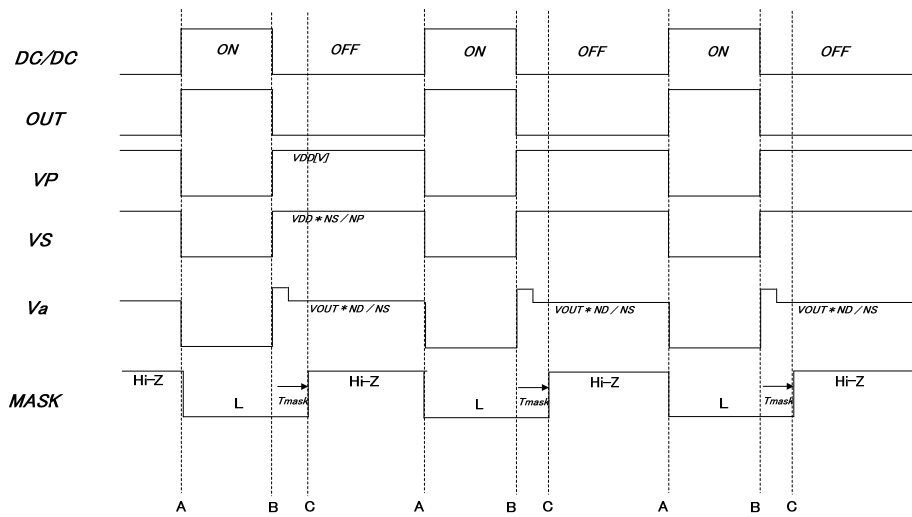 DC/DC ON OFF ON OFF ON OFF
OUT
VP VDD[V]
VS VDD*NS/NP
Va VOUT*ND/NS VOUT*ND/NS VOUT*ND/NS
Hi-Z Hi-Z Hi-Z Hi-Z
MASK L Tmask L Tmask L Tmask
A B C A B C A B C